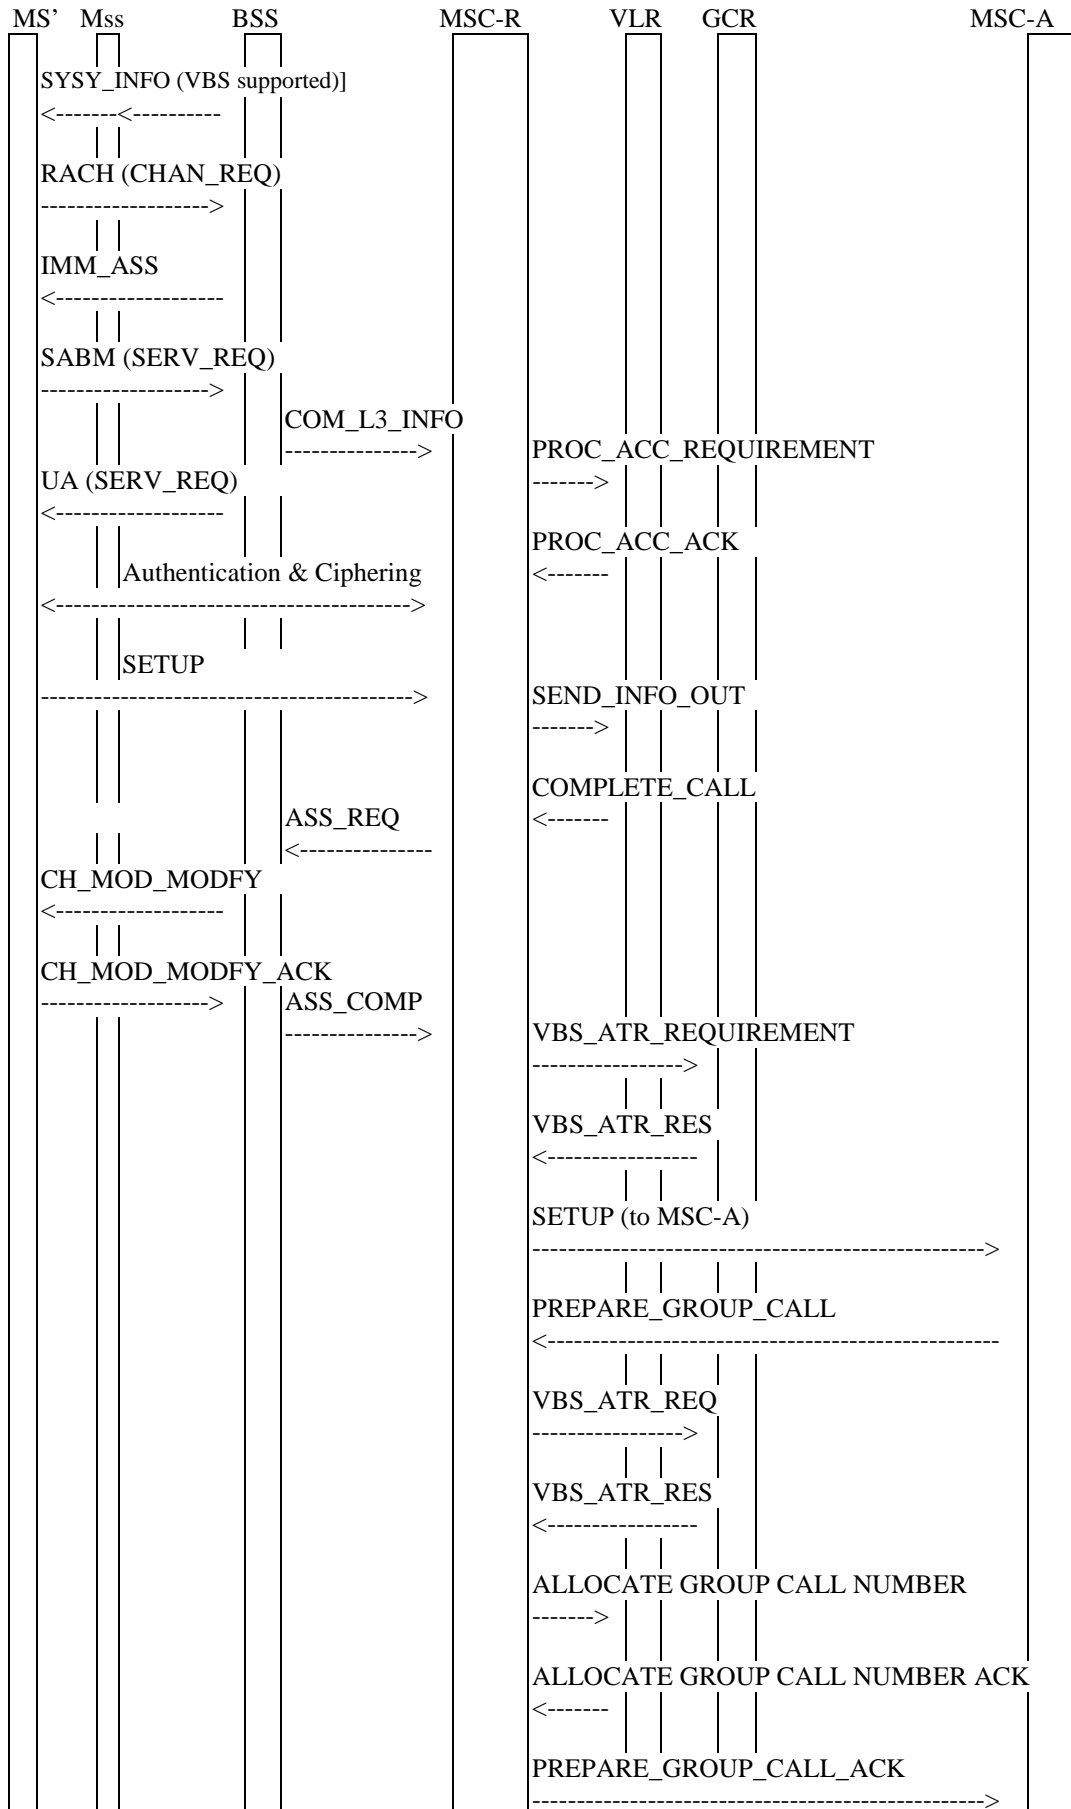 MS’ Mss BSS MSC-R VLR GCR MSC-A
SYSY_INFO (VBS supported)]
<-------<----------
RACH (CHAN_REQ)
------------------->
IMM_ASS
<-------------------
SABM (SERV_REQ)
------------------->
COM_L3_INFO
--------------->
PROC_ACC_REQUIREMENT
------->
UA (SERV_REQ)
<-------------------
PROC_ACC_ACK
<-------
Authentication & Ciphering
<---------------------------------------->
SETUP
------------------------------------------>
SEND_INFO_OUT
------->
COMPLETE_CALL
<-------
ASS_REQ
<---------------
CH_MOD_MODFY
<-------------------
CH_MOD_MODFY_ACK
------------------->
ASS_COMP
--------------->
VBS_ATR_REQUIREMENT
----------------->
VBS_ATR_RES
<-----------------
SETUP (to MSC-A)
--------------------------------------------------->
PREPARE_GROUP_CALL
<---------------------------------------------------
VBS_ATR_REQ
----------------->
VBS_ATR_RES
<-----------------
ALLOCATE GROUP CALL NUMBER
------->
ALLOCATE GROUP CALL NUMBER ACK
<-------
PREPARE_GROUP_CALL_ACK
--------------------------------------------------->